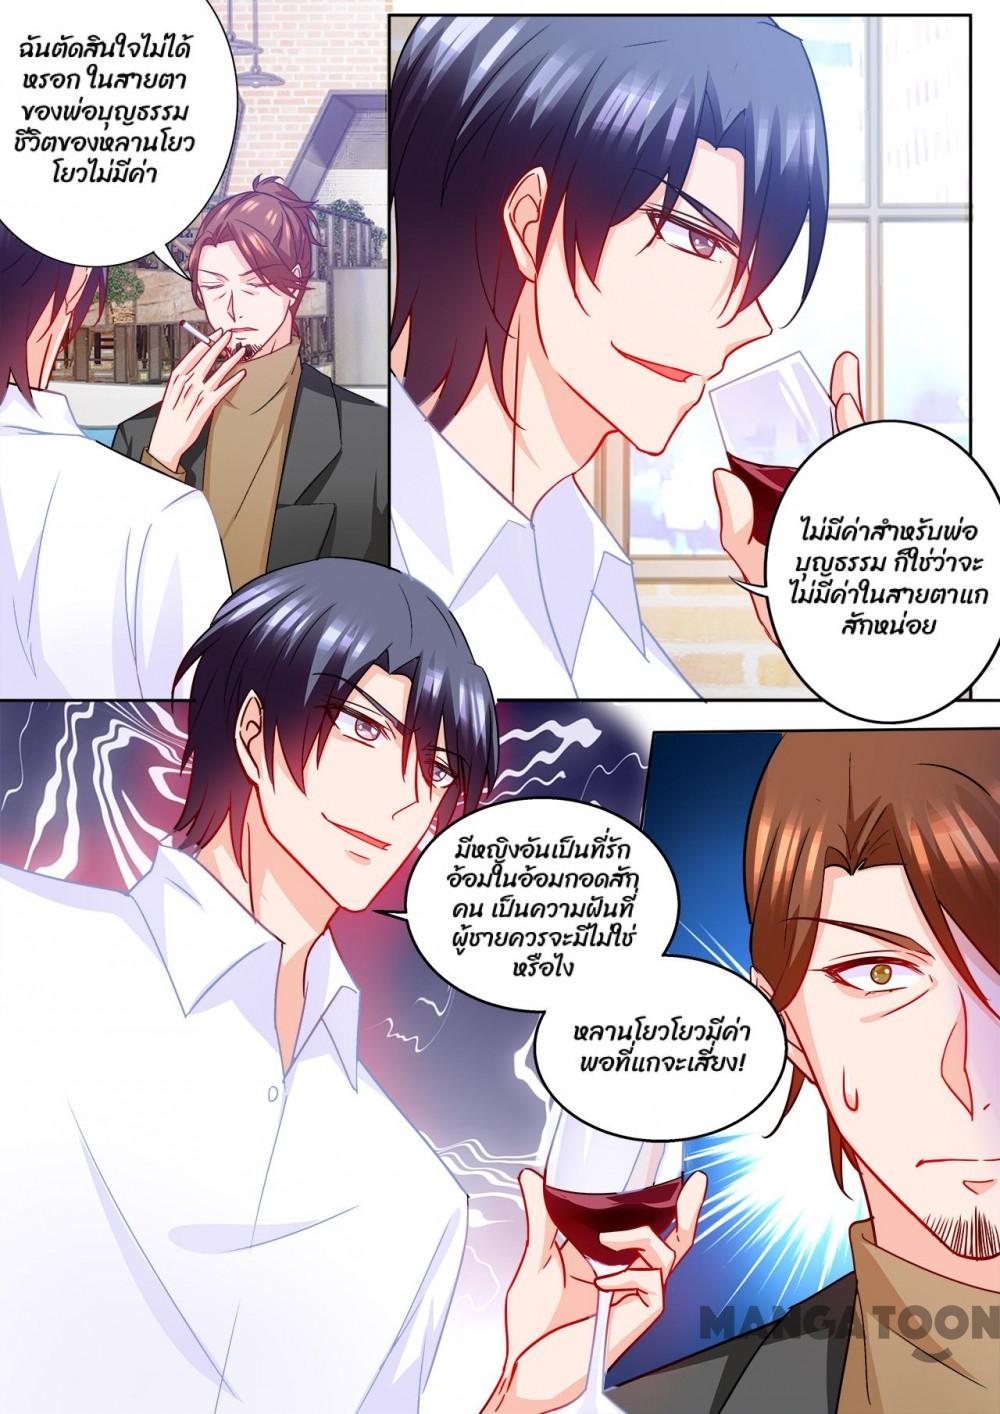 ฉันตัดสินใจไม่ได้
หรอก ในสายตา
ของพ่อบุญธรรม
ชีวิตของหลานโยว
โยวไม่มีค่า
ไม่มีค่าสำหรับพ่อ
บุญธรรม ก็ใช่ว่าจะ
ไม่มีค่าในสายตาแก
สักหน่อย
มีหญิงอันเป็นที่รัก
อ้อมในอ้อมกอดสัก
คน เป็นความฝันที่
ผู้ชายควรจะมีไม่ใช่
หรือไง
หลานโยวโยวมีค่า
พอที่แกจะเสี่ยง!
MANGATOON